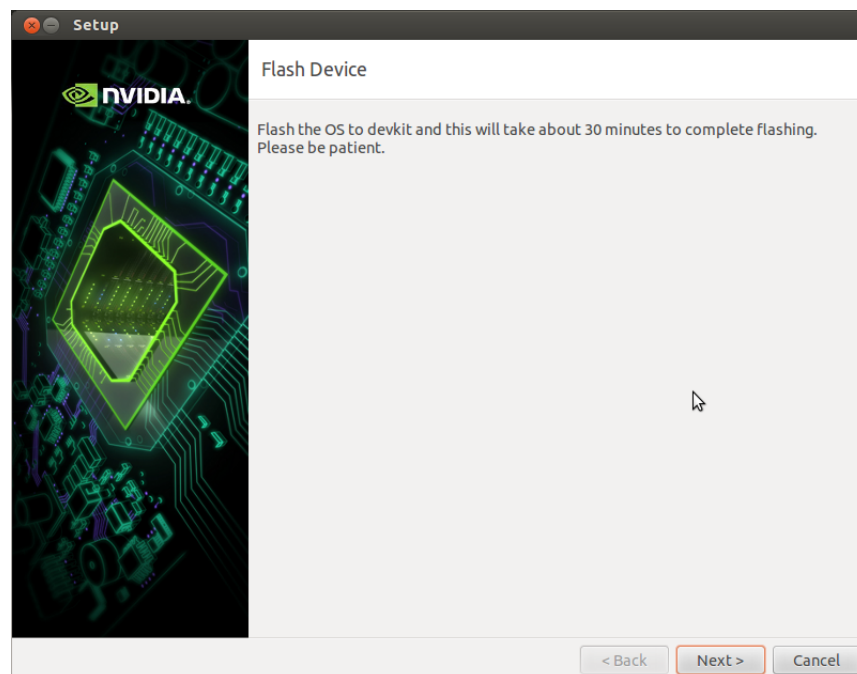 Setup
NVIDIA.
Flash Device
Flash the OS to devkit and this will take about 30 minutes to complete flashing.
Please be patient.
< Back
Next >
Cancel